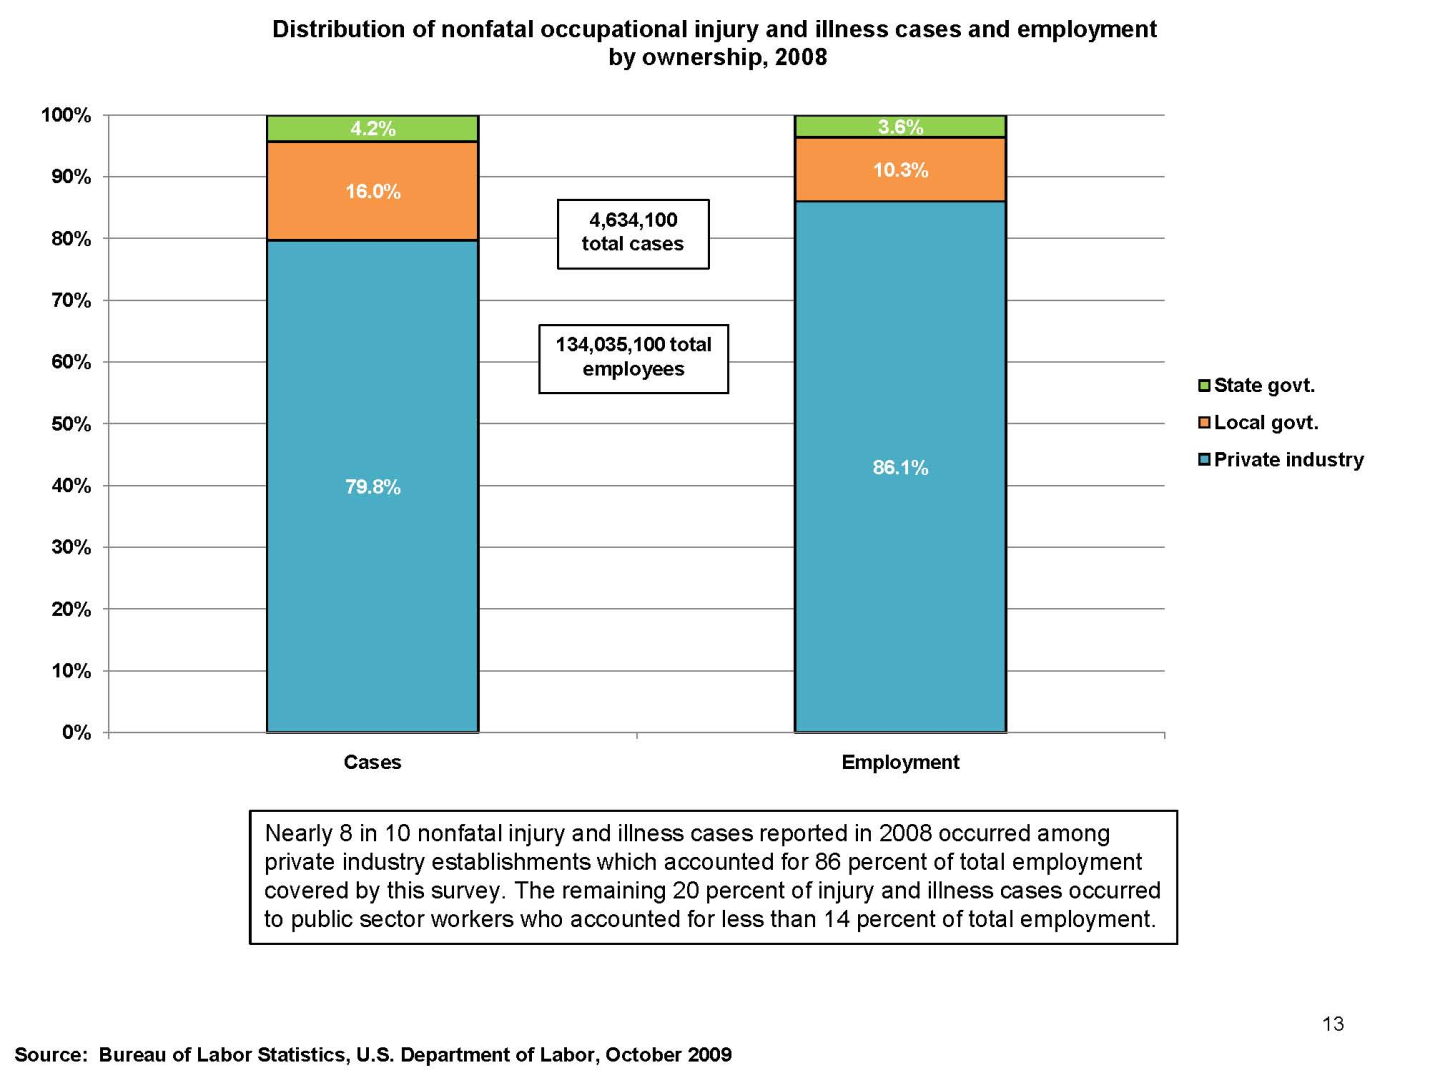 Distribution of nonfatal occupational injury and illness cases and employment
by ownership, 2008
100%
90%
80%
70%
60%
50%
40%
30%
20%
10%
0%
4.2%
16.0%
79.8%
4,634,100
total cases
134,035,100 total
employees
3.6%
10.3%
86.1%
State govt.
Local govt.
Private industry
Cases
Employment
Nearly 8 in 10 nonfatal injury and illness cases reported in 2008 occurred among
private industry establishments which accounted for 86 percent of total employment
covered by this survey. The remaining 20 percent of injury and illness cases occurred
to public sector workers who accounted for less than 14 percent of total employment.
13
Source: Bureau of Labor Statistics, U.S. Department of Labor, October 2009